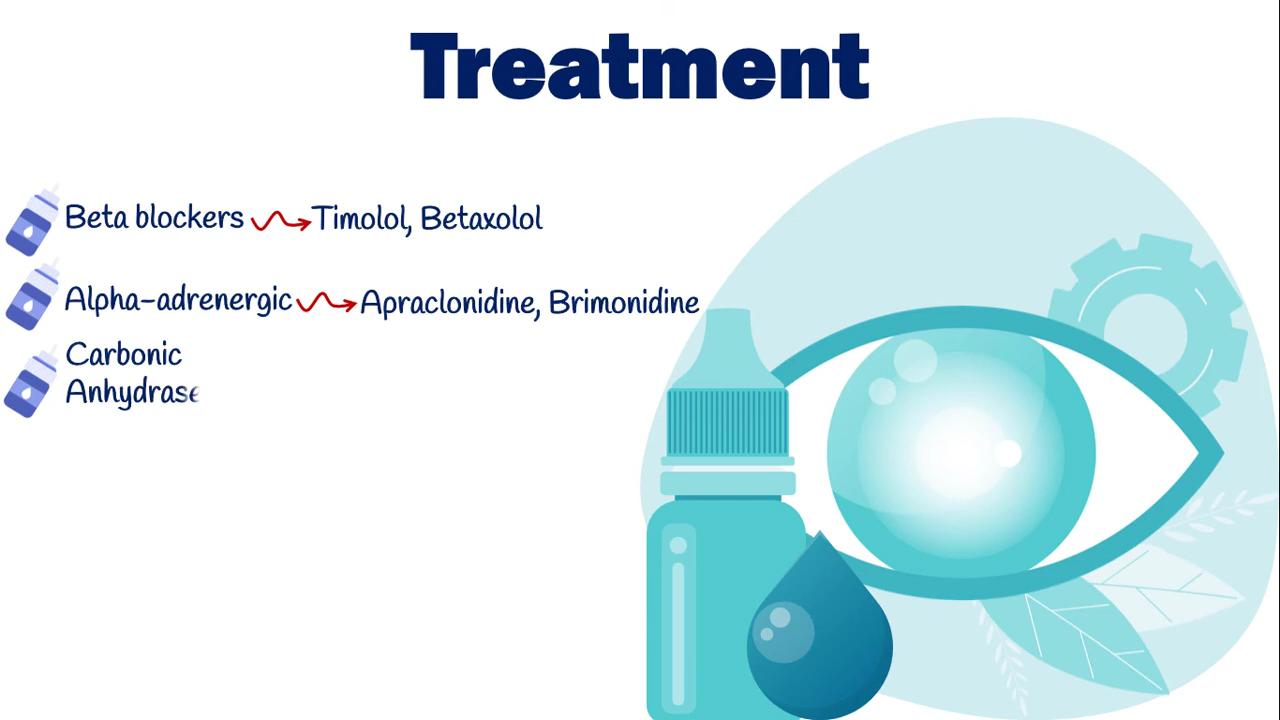 Treatment
Beta blockers Timolol, Betaxolol
Alpha-adrenergic Apraclonidine, Brimonidine
Carbonic
Anhydrase